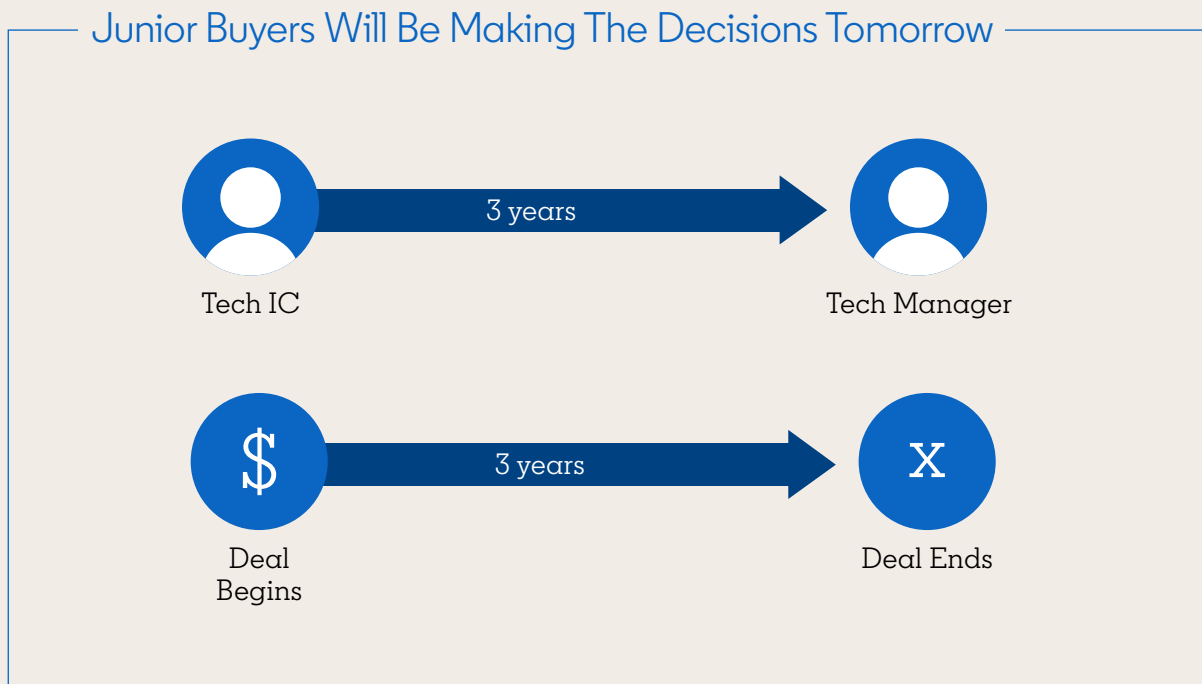 Junior Buyers Will Be Making The Decisions Tomorrow
3 years
Tech IC
Tech Manager
$
3 years
x
Deal
Begins
Deal Ends